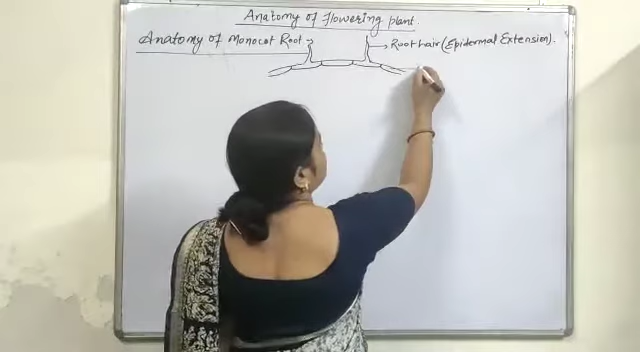 Anatomy of flowering plant.
Anatomy of Monocot Root
Root hair (Epidermal Extension).